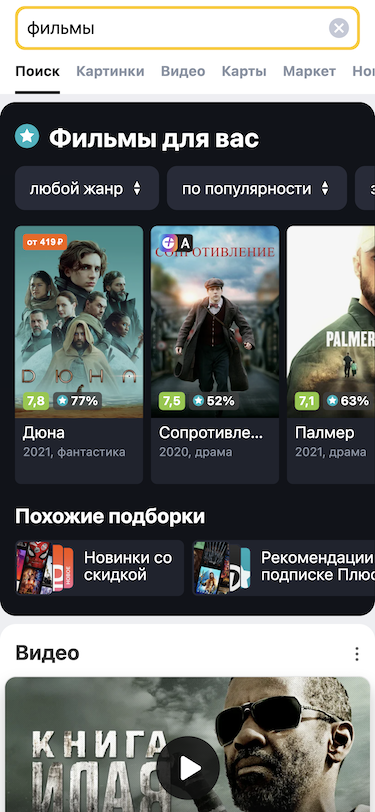 фильмы
Поиск Картинки Видео Карты Маркет
Фильмы для вас
любой жанр по популярности
от 419 ₽
А
СОПРОТИВЛЕНИЕ
PALMER
ДЮНА
7,8 77% 7,5 52% 7,1 63%
Дюна Сопротивле... Палмер
2021, фантастика 2020, драма 2021, драма
Похожие подборки
НОВОЕ
Новинки со
скидкой
Рекомендации
подписке
Видео
КНИГА
ИЛАЯ